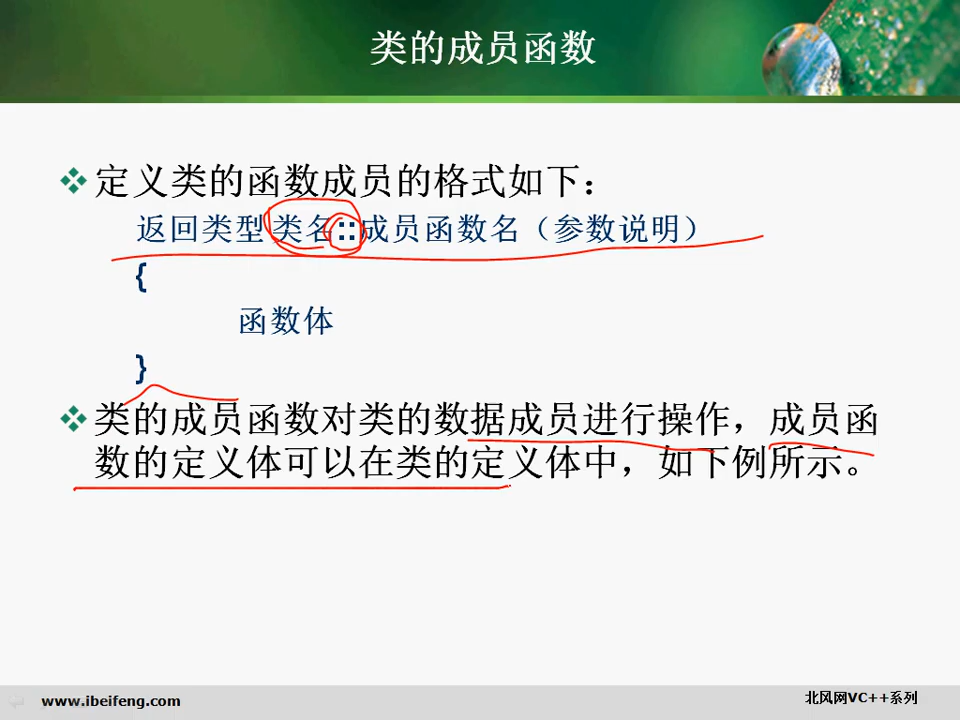 类的成员函数
定义类的函数成员的格式如下：
返回类型 类名::成员函数名（参数说明）
{
函数体
}
类的成员函数对类的数据成员进行操作，成员函
数的定义体可以在类的定义体中，如下例所示。
www.ibeifeng.com
北风网VC++系列